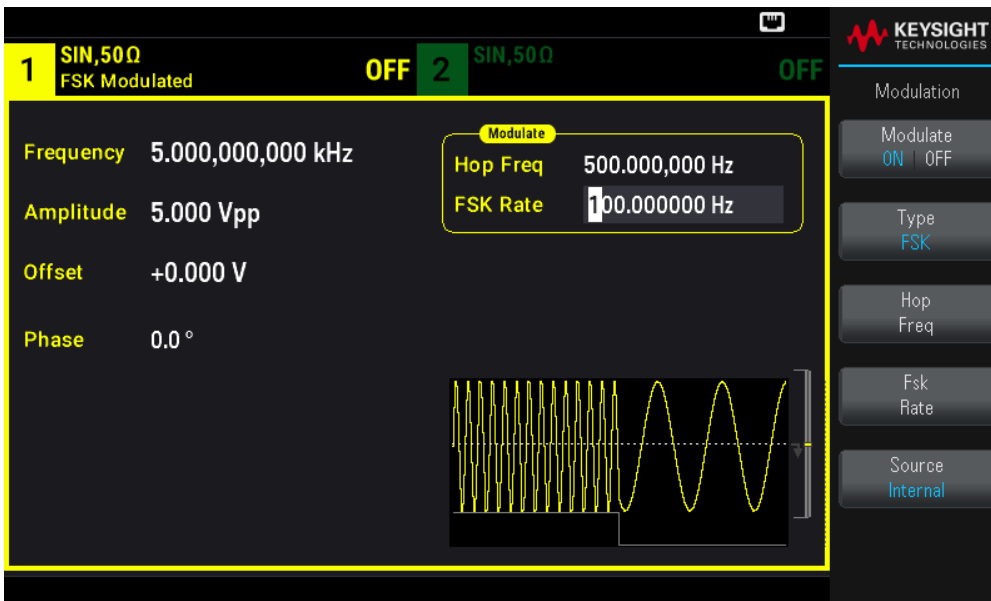 1
SIN,50Ω
FSK Modulated
OFF
2
SIN,50Ω
OFF
Frequency 5.000,000,000 kHz
Amplitude 5.000 Vpp
Offset +0.000 V
Phase 0.0 °
Modulate
Hop Freq 500.000,000 Hz
FSK Rate 100.000000 Hz
KEYSIGHT
TECHNOLOGIES
Modulation
Modulate
ON | OFF
Type
FSK
Hop
Freq
Fsk
Rate
Source
Internal